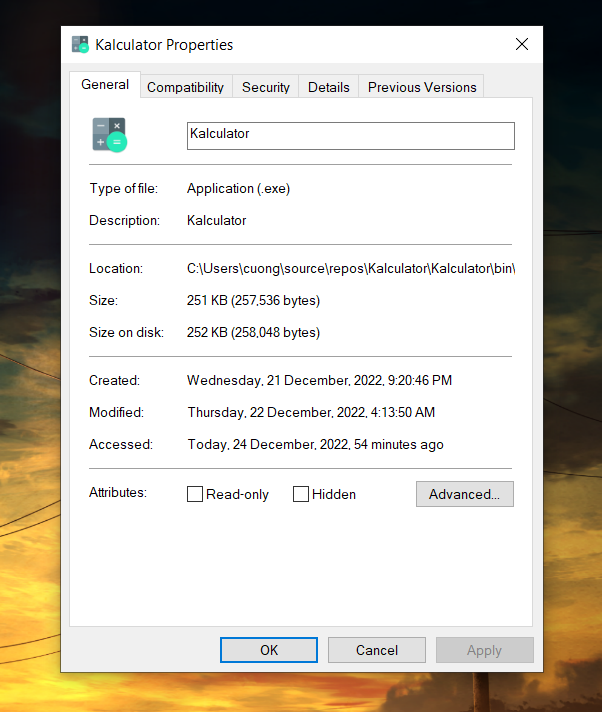 Kalculator Properties
General Compatibility Security Details Previous Versions
Kalculator
Type of file: Application (.exe)
Description: Kalculator
Location: C:\Users\cuong\source\repos\Kalculator\Kalculator\bin\
Size: 251 KB (257,536 bytes)
Size on disk: 252 KB (258,048 bytes)
Created: Wednesday, 21 December, 2022, 9:20:46 PM
Modified: Thursday, 22 December, 2022, 4:13:50 AM
Accessed: Today, 24 December, 2022, 54 minutes ago
Attributes: Read-only Hidden Advanced...
OK Cancel Apply